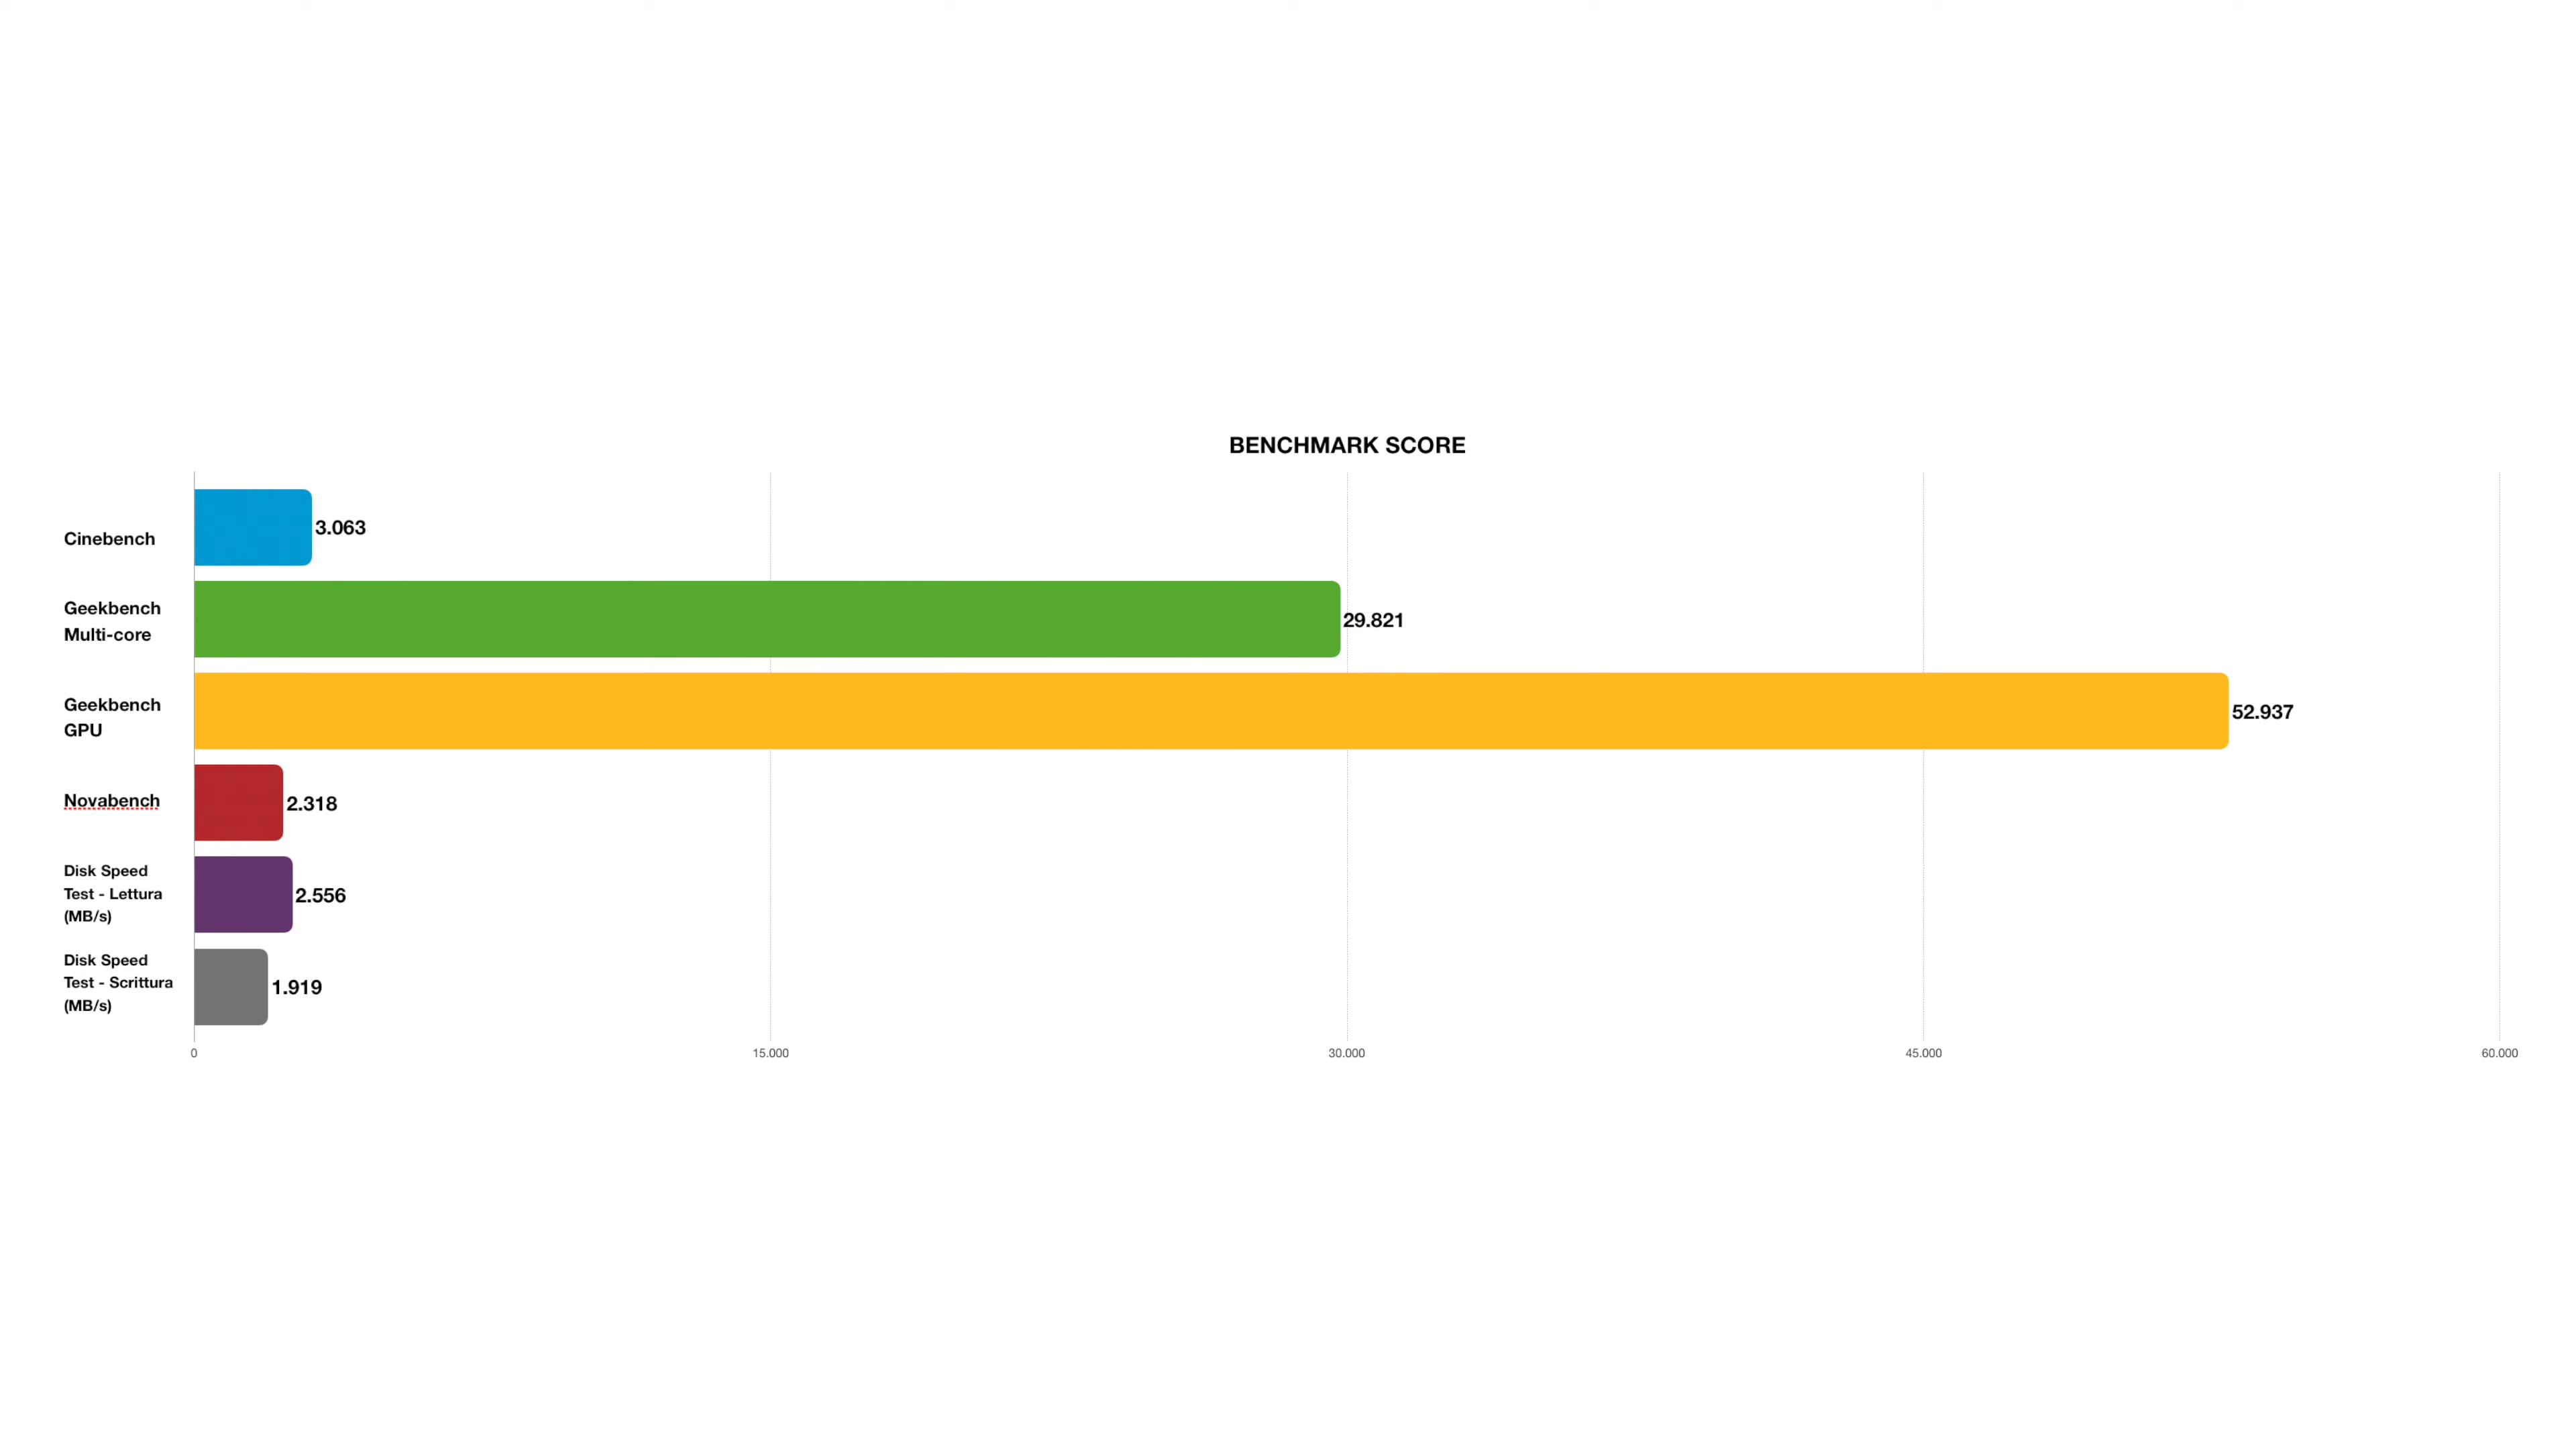 BENCHMARK SCORE
Cinebench
3.063
Geekbench
Multi-core
29.821
Geekbench
GPU
52.937
Novabench
2.318
Disk Speed
Test - Lettura
(MB/s)
2.556
Disk Speed
Test - Scrittura
(MB/s)
1.919
0 15.000 30.000 45.000 60.000